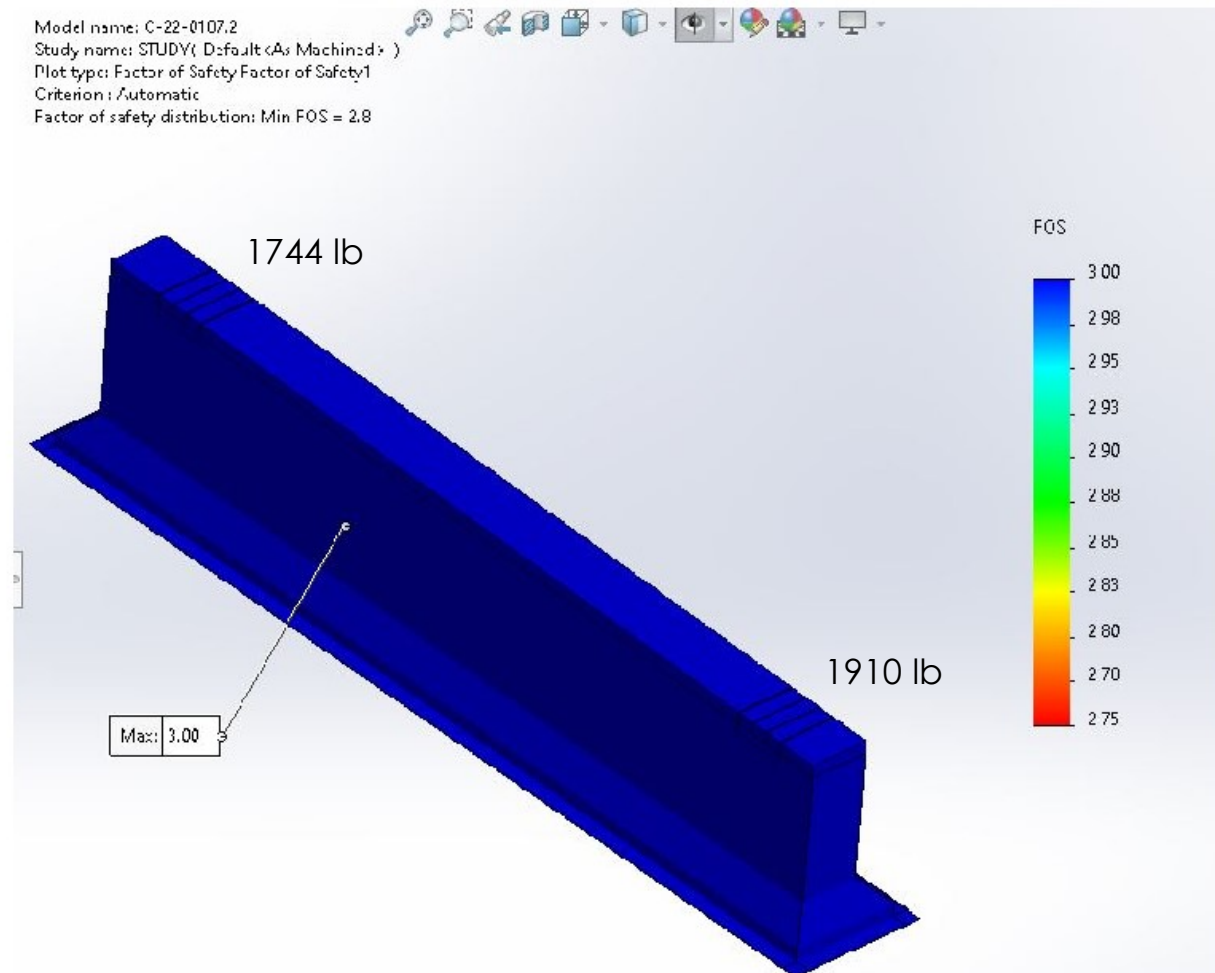 Model name: C-22-0107.2
Study name: STUDY( Default<As Machined> )
Plot type: Factor of Safety Factor of Safety1
Criterion : Automatic
Factor of safety distribution: Min FOS = 2.8
1744 lb
FOS
3.00
2.98
2.95
2.93
2.90
2.88
2.85
2.83
2.80
2.70
2.75
1910 lb
Max: 3.00